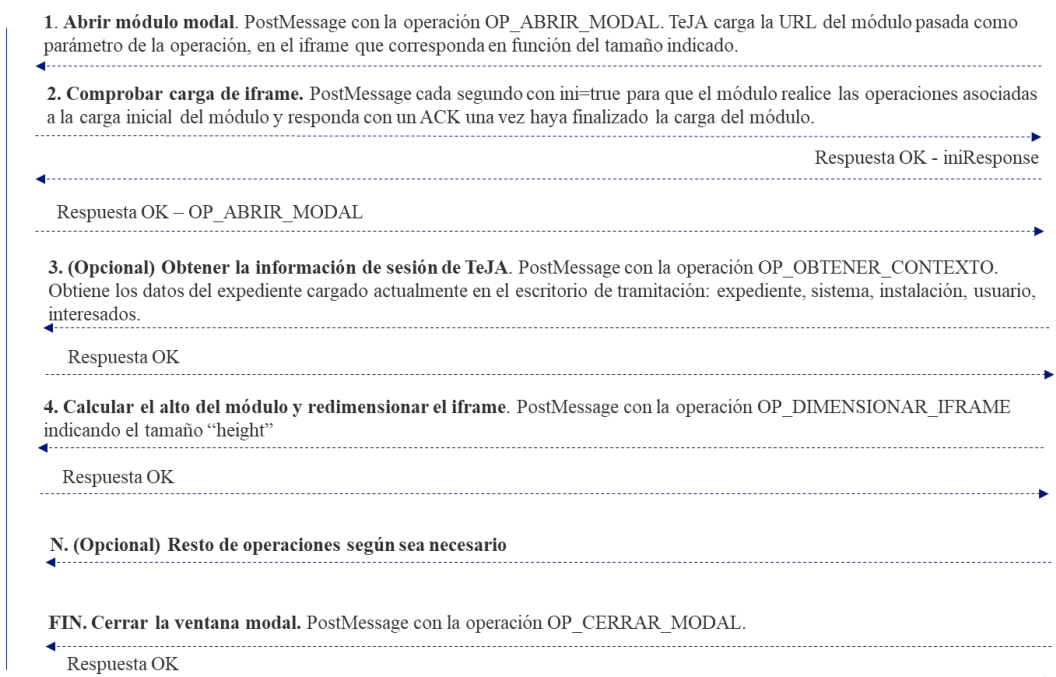 1. Abrir módulo modal. PostMessage con la operación OP_ABRIR_MODAL. TeJA carga la URL del módulo pasada como
parámetro de la operación, en el iframe que corresponda en función del tamaño indicado.
2. Comprobar carga de iframe. PostMessage cada segundo con ini=true para que el módulo realice las operaciones asociadas
a la carga inicial del módulo y responda con un ACK una vez haya finalizado la carga del módulo.
Respuesta OK - iniResponse
Respuesta OK – OP_ABRIR_MODAL
3. (Opcional) Obtener la información de sesión de TeJA. PostMessage con la operación OP_OBTENER_CONTEXTO.
Obtiene los datos del expediente cargado actualmente en el escritorio de tramitación: expediente, sistema, instalación, usuario,
interesados.
Respuesta OK
4. Calcular el alto del módulo y redimensionar el iframe. PostMessage con la operación OP_DIMENSIONAR_IFRAME
indicando el tamaño “height”
Respuesta OK
N. (Opcional) Resto de operaciones según sea necesario
FIN. Cerrar la ventana modal. PostMessage con la operación OP_CERRAR_MODAL.
Respuesta OK